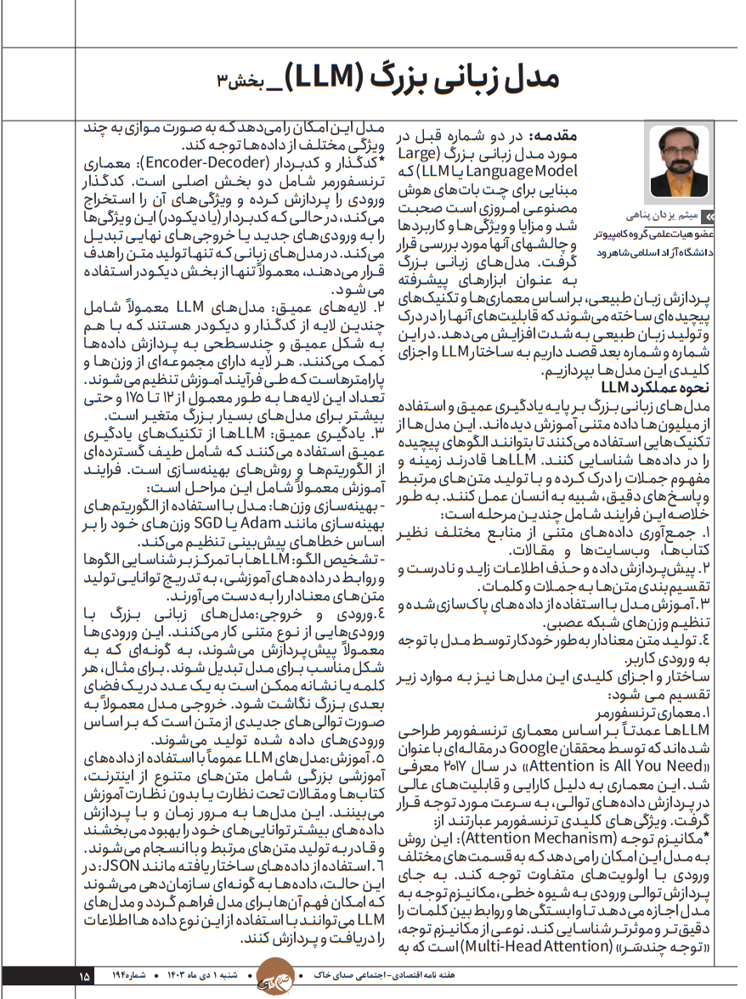 مدل زبانی بزرگ (LLM)_ بخش۳
میثم یزدان پناهی
عضو هیات علمی گروه کامپیوتر
دانشگاه آزاد اسلامی شاهرود
مقدمه: در دو شماره قبل در
مورد مدل زبانی بزرگ (Large
Language Model یا LLM) که
مبنایی برای چت بات‌های هوش
مصنوعی امروزی است صحبت
شد و مزایا و ویژگی‌ها و کاربردها
و چالشهای آنها مورد بررسی قرار
گرفت. مدل‌های زبانی بزرگ
به عنوان ابزارهای پیشرفته
پردازش زبان طبیعی، بر اساس معماری‌ها و تکنیک‌های
پیچیده‌ای ساخته می‌شوند که قابلیت‌های آنها را در درک
و تولید زبان طبیعی به شدت افزایش می‌دهد. در این
شماره و شماره بعد قصد داریم به ساختار LLM و اجزای
کلیدی این مدل‌ها بپردازیم.
نحوه عملکرد LLM
مدل‌های زبانی بزرگ بر پایه یادگیری عمیق و استفاده
از میلیون‌ها داده متنی آموزش دیده‌اند. این مدل‌ها از
تکنیک‌هایی استفاده می‌کنند تا بتوانند الگوهای پیچیده
را در داده‌ها شناسایی کنند. LLMها قادرند زمینه و
مفهوم جملات را درک کرده و با تولید متن‌های مرتبط
و پاسخ‌های دقیق، شبیه به انسان عمل کنند. به طور
خلاصه این فرایند شامل چندین مرحله است:
۱. جمع‌آوری داده‌های متنی از منابع مختلف نظیر
کتاب‌ها، وب‌سایت‌ها و مقالات.
۲. پیش‌پردازش داده و حذف اطلاعات زاید و نادرست و
تقسیم‌بندی متن‌ها به جملات و کلمات.
۳. آموزش مدل با استفاده از داده‌های پاک‌سازی شده و
تنظیم وزن‌های شبکه عصبی.
۴. تولید متن معنادار به‌طور خودکار توسط مدل با توجه
به ورودی کاربر.
ساختار و اجزای کلیدی این مدل‌ها نیز به موارد زیر
تقسیم می شود:
۱. معماری ترنسفورمر
LLMها عمدتاً بر اساس معماری ترنسفورمر طراحی
شده‌اند که توسط محققان Google در مقاله‌ای با عنوان
«Attention is All You Need» در سال ۲۰۱۷ معرفی
شد. این معماری به دلیل کارایی و قابلیت‌های عالی
در پردازش داده‌های توالی، به سرعت مورد توجه قرار
گرفت. ویژگی‌های کلیدی ترنسفورمر عبارتند از:
*مکانیزم توجه (Attention Mechanism): این روش
به مدل این امکان را می‌دهد که به قسمت‌های مختلف
ورودی با اولویت‌های متفاوت توجه کند. به جای
پردازش توالی ورودی به شیوه خطی، مکانیزم توجه به
مدل اجازه می‌دهد تا وابستگی‌ها و روابط بین کلمات را
دقیق‌تر و موثرتر شناسایی کند. نوعی از مکانیزم توجه،
«توجه چندسَر» (Multi-Head Attention) است که به
مدل این امکان را می‌دهد که به صورت موازی به چند
ویژگی مختلف از داده‌ها توجه کند.
*کدگذار و کدبردار (Encoder-Decoder): معماری
ترنسفورمر شامل دو بخش اصلی است. کدگذار
ورودی را پردازش کرده و ویژگی‌های آن را استخراج
می‌کند، در حالی که کدبردار (یا دیکودر) این ویژگی‌ها
را به ورودی‌های جدید یا خروجی‌های نهایی تبدیل
می‌کند. در مدل‌های زبانی که تنها تولید متن را هدف
قرار می‌دهند، معمولاً تنها از بخش دیکودر استفاده
می شود.
۲. لایه‌های عمیق: مدل‌های LLM معمولاً شامل
چندین لایه از کدگذار و دیکودر هستند که با هم
به شکل عمیق و چندسطحی به پردازش داده‌ها
کمک می‌کنند. هر لایه دارای مجموعه‌ای از وزن‌ها و
پارامترهاست که طی فرآیند آموزش تنظیم می‌شوند.
تعداد این لایه‌ها به طور معمول از ۱۲ تا ۱۷۵ و حتی
بیشتر برای مدل‌های بسیار بزرگ متغیر است.
۳. یادگیری عمیق: LLMها از تکنیک‌های یادگیری
عمیق استفاده می‌کنند که شامل طیف گسترده‌ای
از الگوریتم‌ها و روش‌های بهینه‌سازی است. فرایند
آموزش معمولاً شامل این مراحل است:
- بهینه‌سازی وزن‌ها: مدل با استفاده از الگوریتم‌های
بهینه‌سازی مانند Adam یا SGD وزن‌های خود را بر
اساس خطاهای پیش‌بینی تنظیم می‌کند.
- تشخیص الگو: LLMها با تمرکز بر شناسایی الگوها
و روابط در داده‌های آموزشی، به تدریج توانایی تولید
متن‌های معنادار را به دست می‌آورند.
۴.ورودی و خروجی:مدل‌های زبانی بزرگ با
ورودی‌هایی از نوع متنی کار می‌کنند. این ورودی‌ها
معمولاً پیش‌پردازش می‌شوند، به گونه‌ای که به
شکل مناسب برای مدل تبدیل شوند. برای مثال، هر
کلمه یا نشانه ممکن است به یک عدد در یک فضای
بعدی بزرگ نگاشت شود. خروجی مدل معمولاً به
صورت توالی‌های جدیدی از متن است که بر اساس
ورودی‌های داده شده تولید می‌شوند.
۵. آموزش:مدل‌های LLM عموماً با استفاده از داده‌های
آموزشی بزرگی شامل متن‌های متنوع از اینترنت،
کتاب‌ها و مقالات تحت نظارت یا بدون نظارت آموزش
می‌بینند. این مدل‌ها به مرور زمان و با پردازش
داده‌های بیشتر توانایی‌های خود را بهبود می‌بخشند
و قادر به تولید متن‌های مرتبط و باانسجام می‌شوند.
۶. استفاده از داده‌های ساختاریافته مانند JSON: در
این حالت، داده‌ها به گونه‌ای سازمان‌دهی می‌شوند
که امکان فهم آن‌ها برای مدل فراهم گردد و مدل‌های
LLM می‌توانند با استفاده از این نوع داده ها اطلاعات
را دریافت و پردازش کنند.
هفته نامه اقتصادی- اجتماعی صدای خاک • شنبه ۱ دی ماه ۱۴۰۳ • شماره۱۹۴ ۱۵